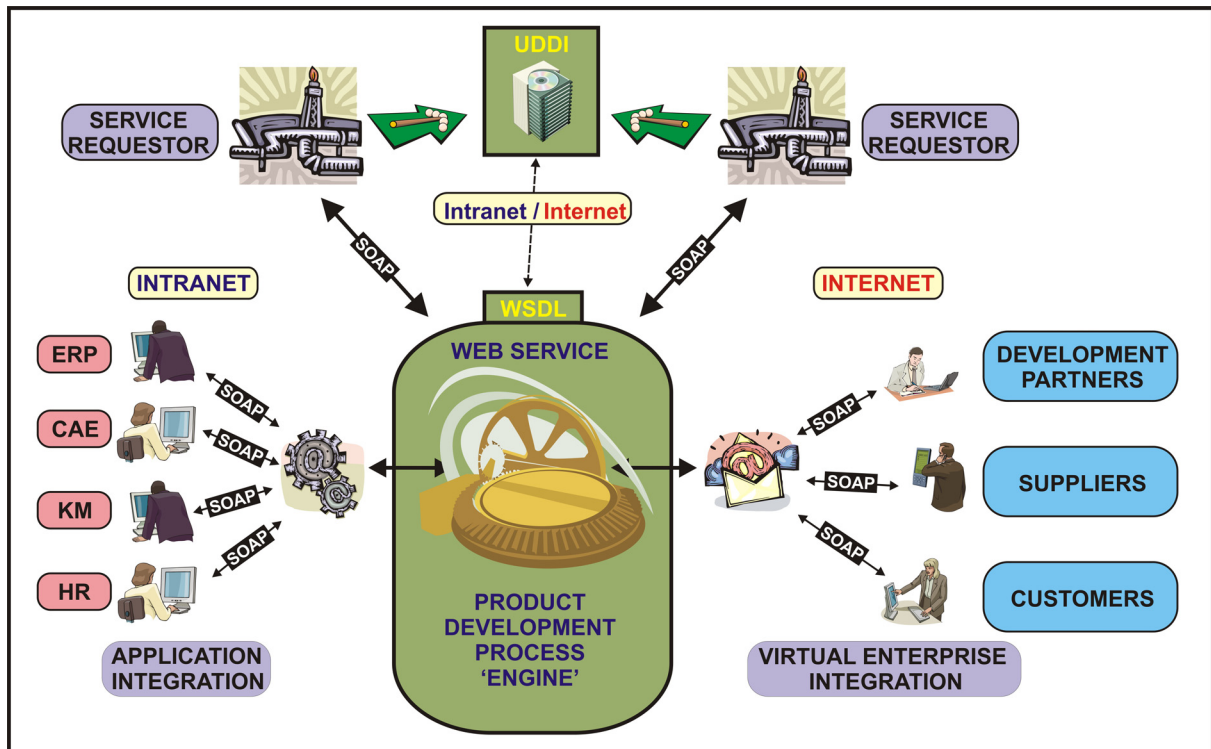 UDDI
SERVICE
REQUESTOR
SERVICE
REQUESTOR
Intranet / Internet
SOAP
SOAP
INTRANET
INTERNET
WSDL
WEB SERVICE
ERP
SOAP
CAE
SOAP
KM
SOAP
HR
SOAP
APPLICATION
INTEGRATION
PRODUCT
DEVELOPMENT
PROCESS
‘ENGINE’
SOAP
DEVELOPMENT
PARTNERS
SOAP
SUPPLIERS
SOAP
CUSTOMERS
VIRTUAL ENTERPRISE
INTEGRATION
@
@
@